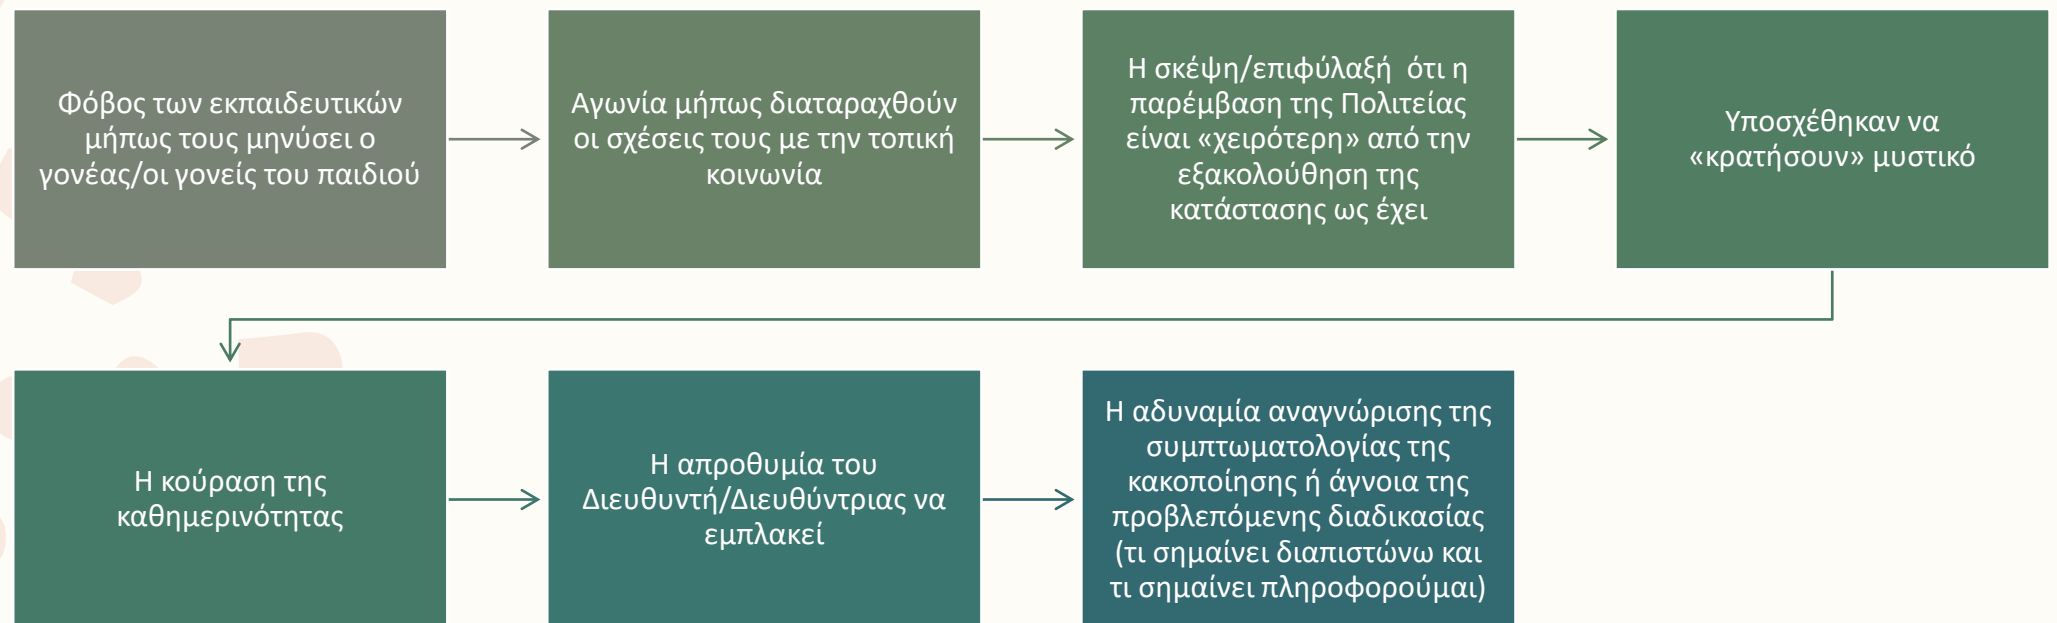 Φόβος των εκπαιδευτικών
μήπως τους μηνύσει ο
γονέας/οι γονείς του παιδιού
Αγωνία μήπως διαταραχθούν
οι σχέσεις τους με την τοπική
κοινωνία
Η σκέψη/επιφύλαξή  ότι η
παρέμβαση της Πολιτείας
είναι «χειρότερη» από την
εξακολούθηση της
κατάστασης ως έχει
Υποσχέθηκαν να
«κρατήσουν» μυστικό
Η κούραση της
καθημερινότητας
Η απροθυμία του
Διευθυντή/Διευθύντριας να
εμπλακεί
Η αδυναμία αναγνώρισης της
συμπτωματολογίας της
κακοποίησης ή άγνοια της
προβλεπόμενης διαδικασίας
(τι σημαίνει διαπιστώνω και
τι σημαίνει πληροφορούμαι)